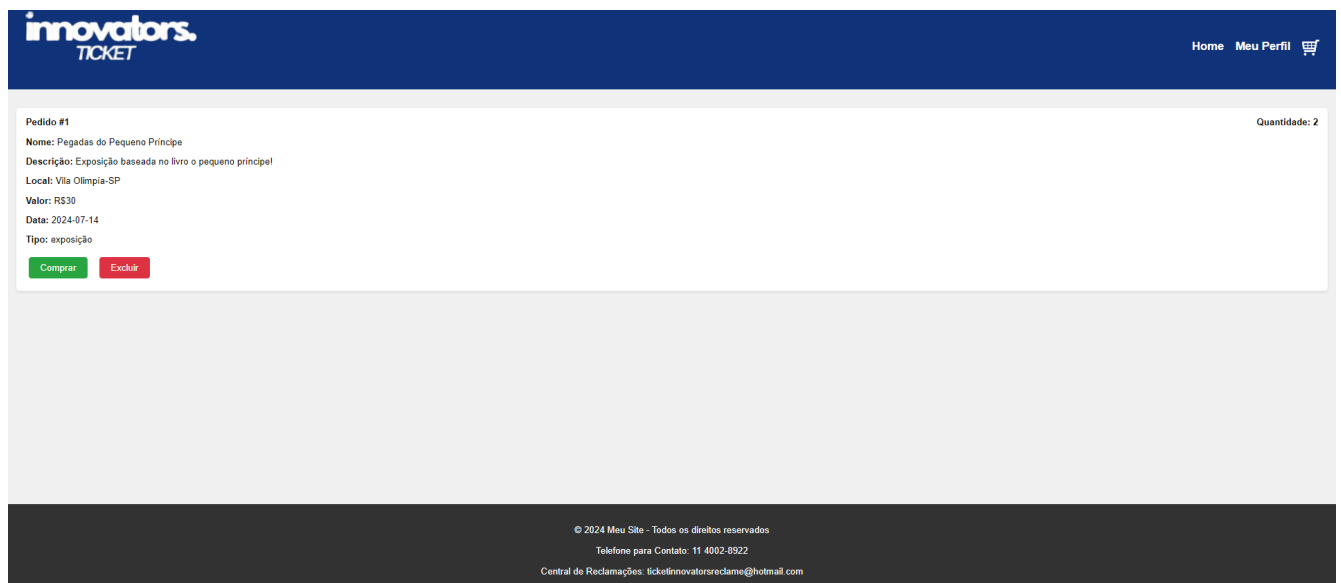 innovators.
TICKET
Home Meu Perfil
Pedido #1
Quantidade: 2
Nome: Pegadas do Pequeno Príncipe
Descrição: Exposição baseada no livro o pequeno príncipe!
Local: Vila Olimpía-SP
Valor: R$30
Data: 2024-07-14
Tipo: exposição
Comprar Excluir
© 2024 Meu Site - Todos os direitos reservados
Telefone para Contato: 11 4002-8922
Central de Reclamações: ticketinnovatorsreclame@hotmail.com